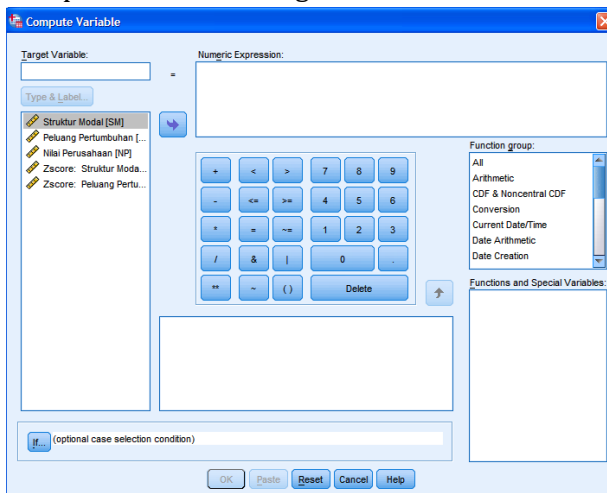 Compute Variable
Target Variable:
Numeric Expression:
=
Type & Label...
Struktur Modal [SM]
Peluang Pertumbuhan [...
Nilai Perusahaan [NP]
Zscore: Struktur Moda...
Zscore: Peluang Pertu...
+ < > 7 8 9
- <= >= 4 5 6
* = ~= 1 2 3
/ & | 0 .
** ~ ( ) Delete
Function group:
All
Arithmetic
CDF & Noncentral CDF
Conversion
Current Date/Time
Date Arithmetic
Date Creation
Functions and Special Variables:
If... (optional case selection condition)
OK Paste Reset Cancel Help